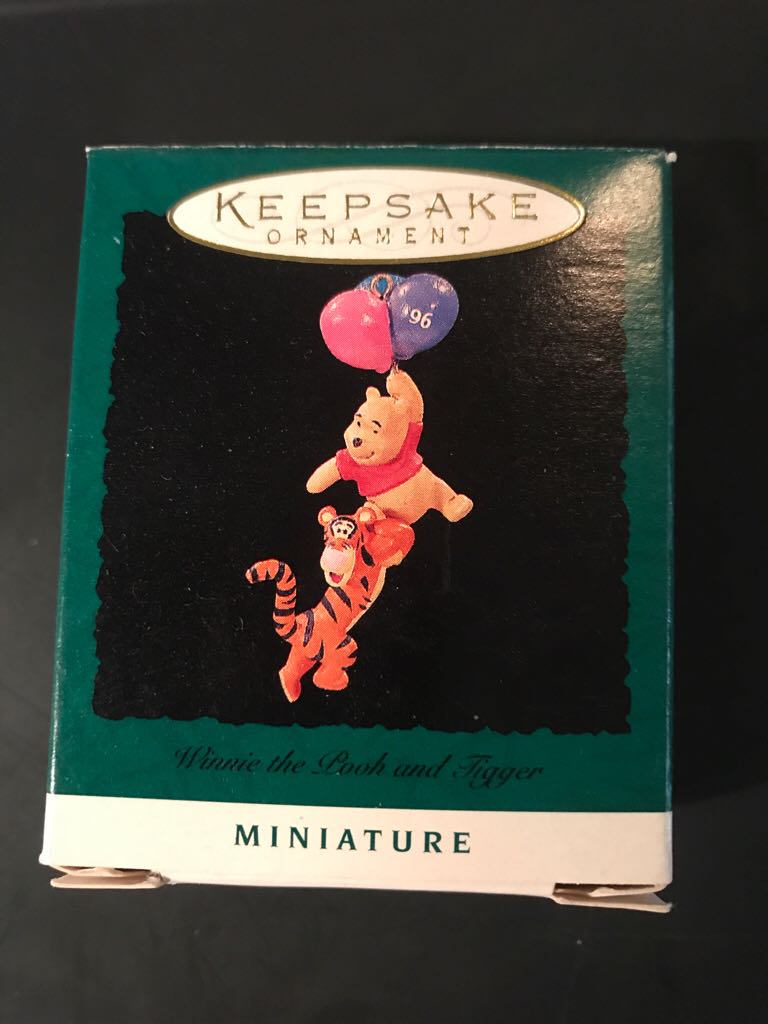 KEEPSAKE
ORNAMENT
'96
Winnie the Pooh and Tigger
MINIATURE